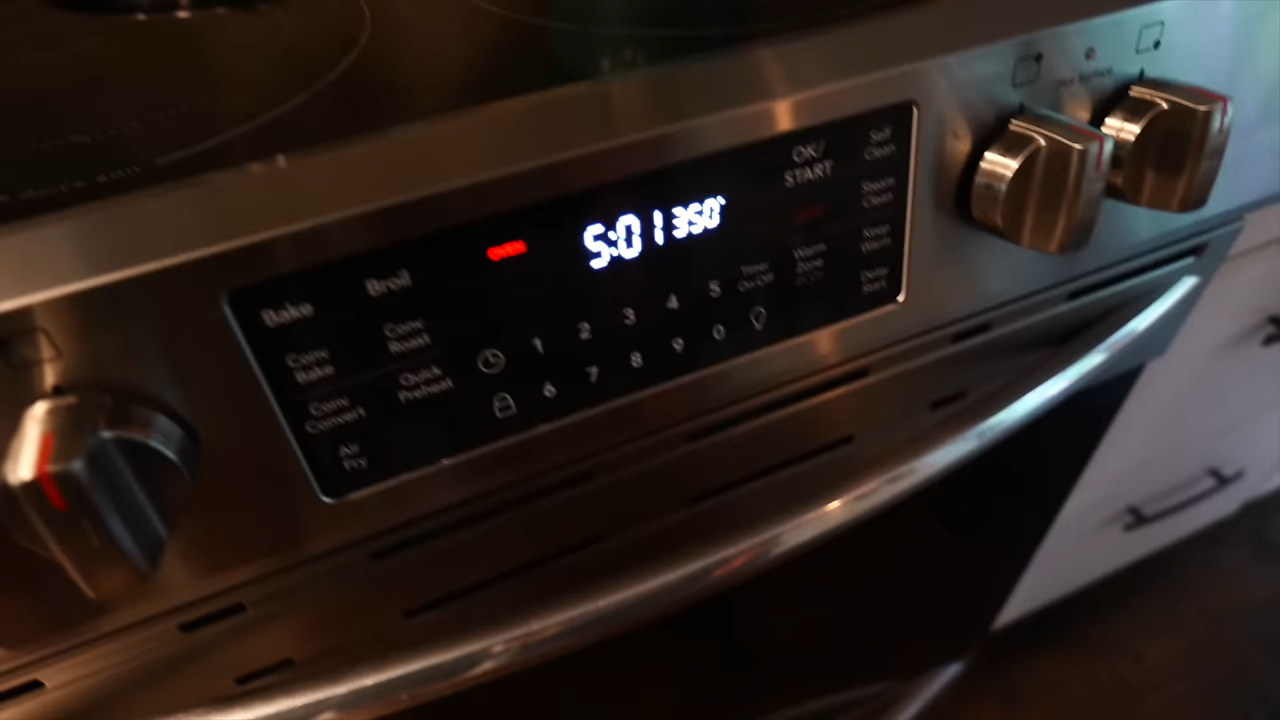 Hot Surface
OVEN
5:01 350°
OK/
START
Self
Clean
Steam
Clean
Keep
Warm
Delay
Start
Bake
Broil
Conv
Bake
Conv
Roast
Conv
Convert
Quick
Preheat
Air
Fry
1 2 3 4 5
6 7 8 9 0
Timer
On-Off
Warm
Zone